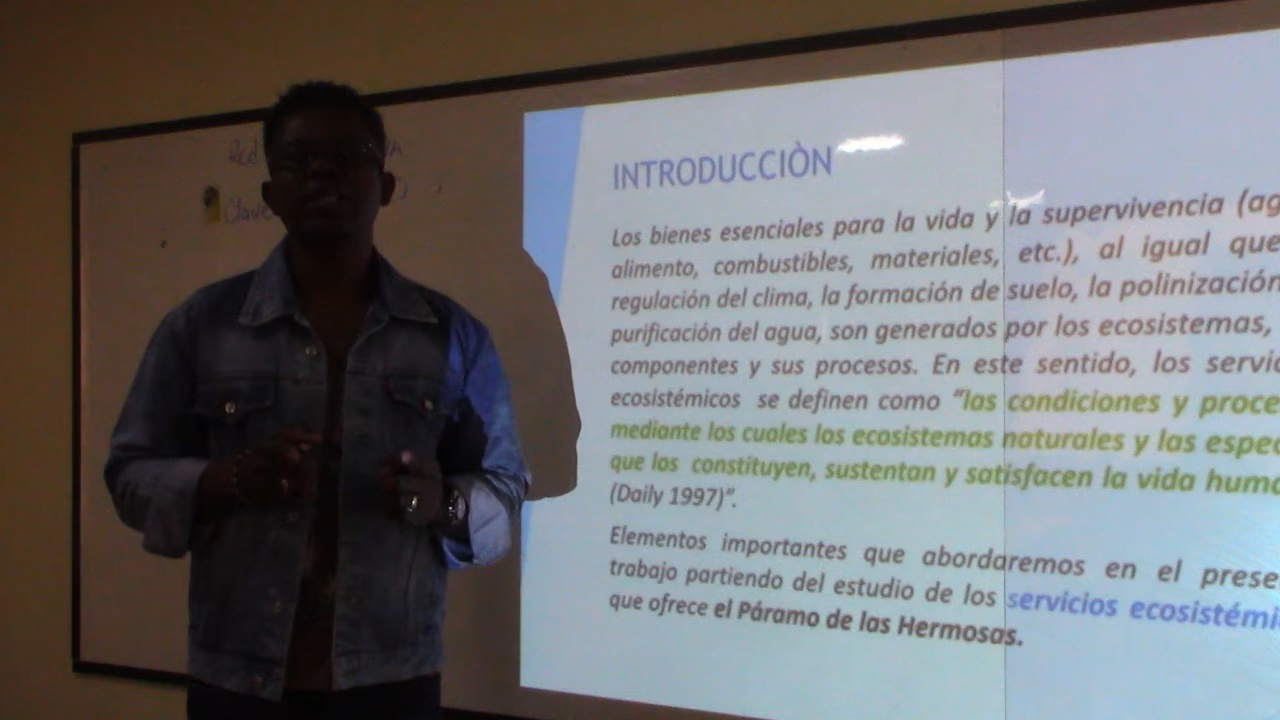 Clave
INTRODUCCIÒN
Los bienes esenciales para la vida y la supervivencia (ag
alimento, combustibles, materiales, etc.), al igual que
regulación del clima, la formación de suelo, la polinización
purificación del agua, son generados por los ecosistemas,
componentes y sus procesos. En este sentido, los servic
ecosistémicos se definen como “las condiciones y proce
mediante los cuales los ecosistemas naturales y las espec
que los constituyen, sustentan y satisfacen la vida huma
(Daily 1997)”.
Elementos importantes que abordaremos en el prese
trabajo partiendo del estudio de los servicios ecosistémi
que ofrece el Páramo de las Hermosas.